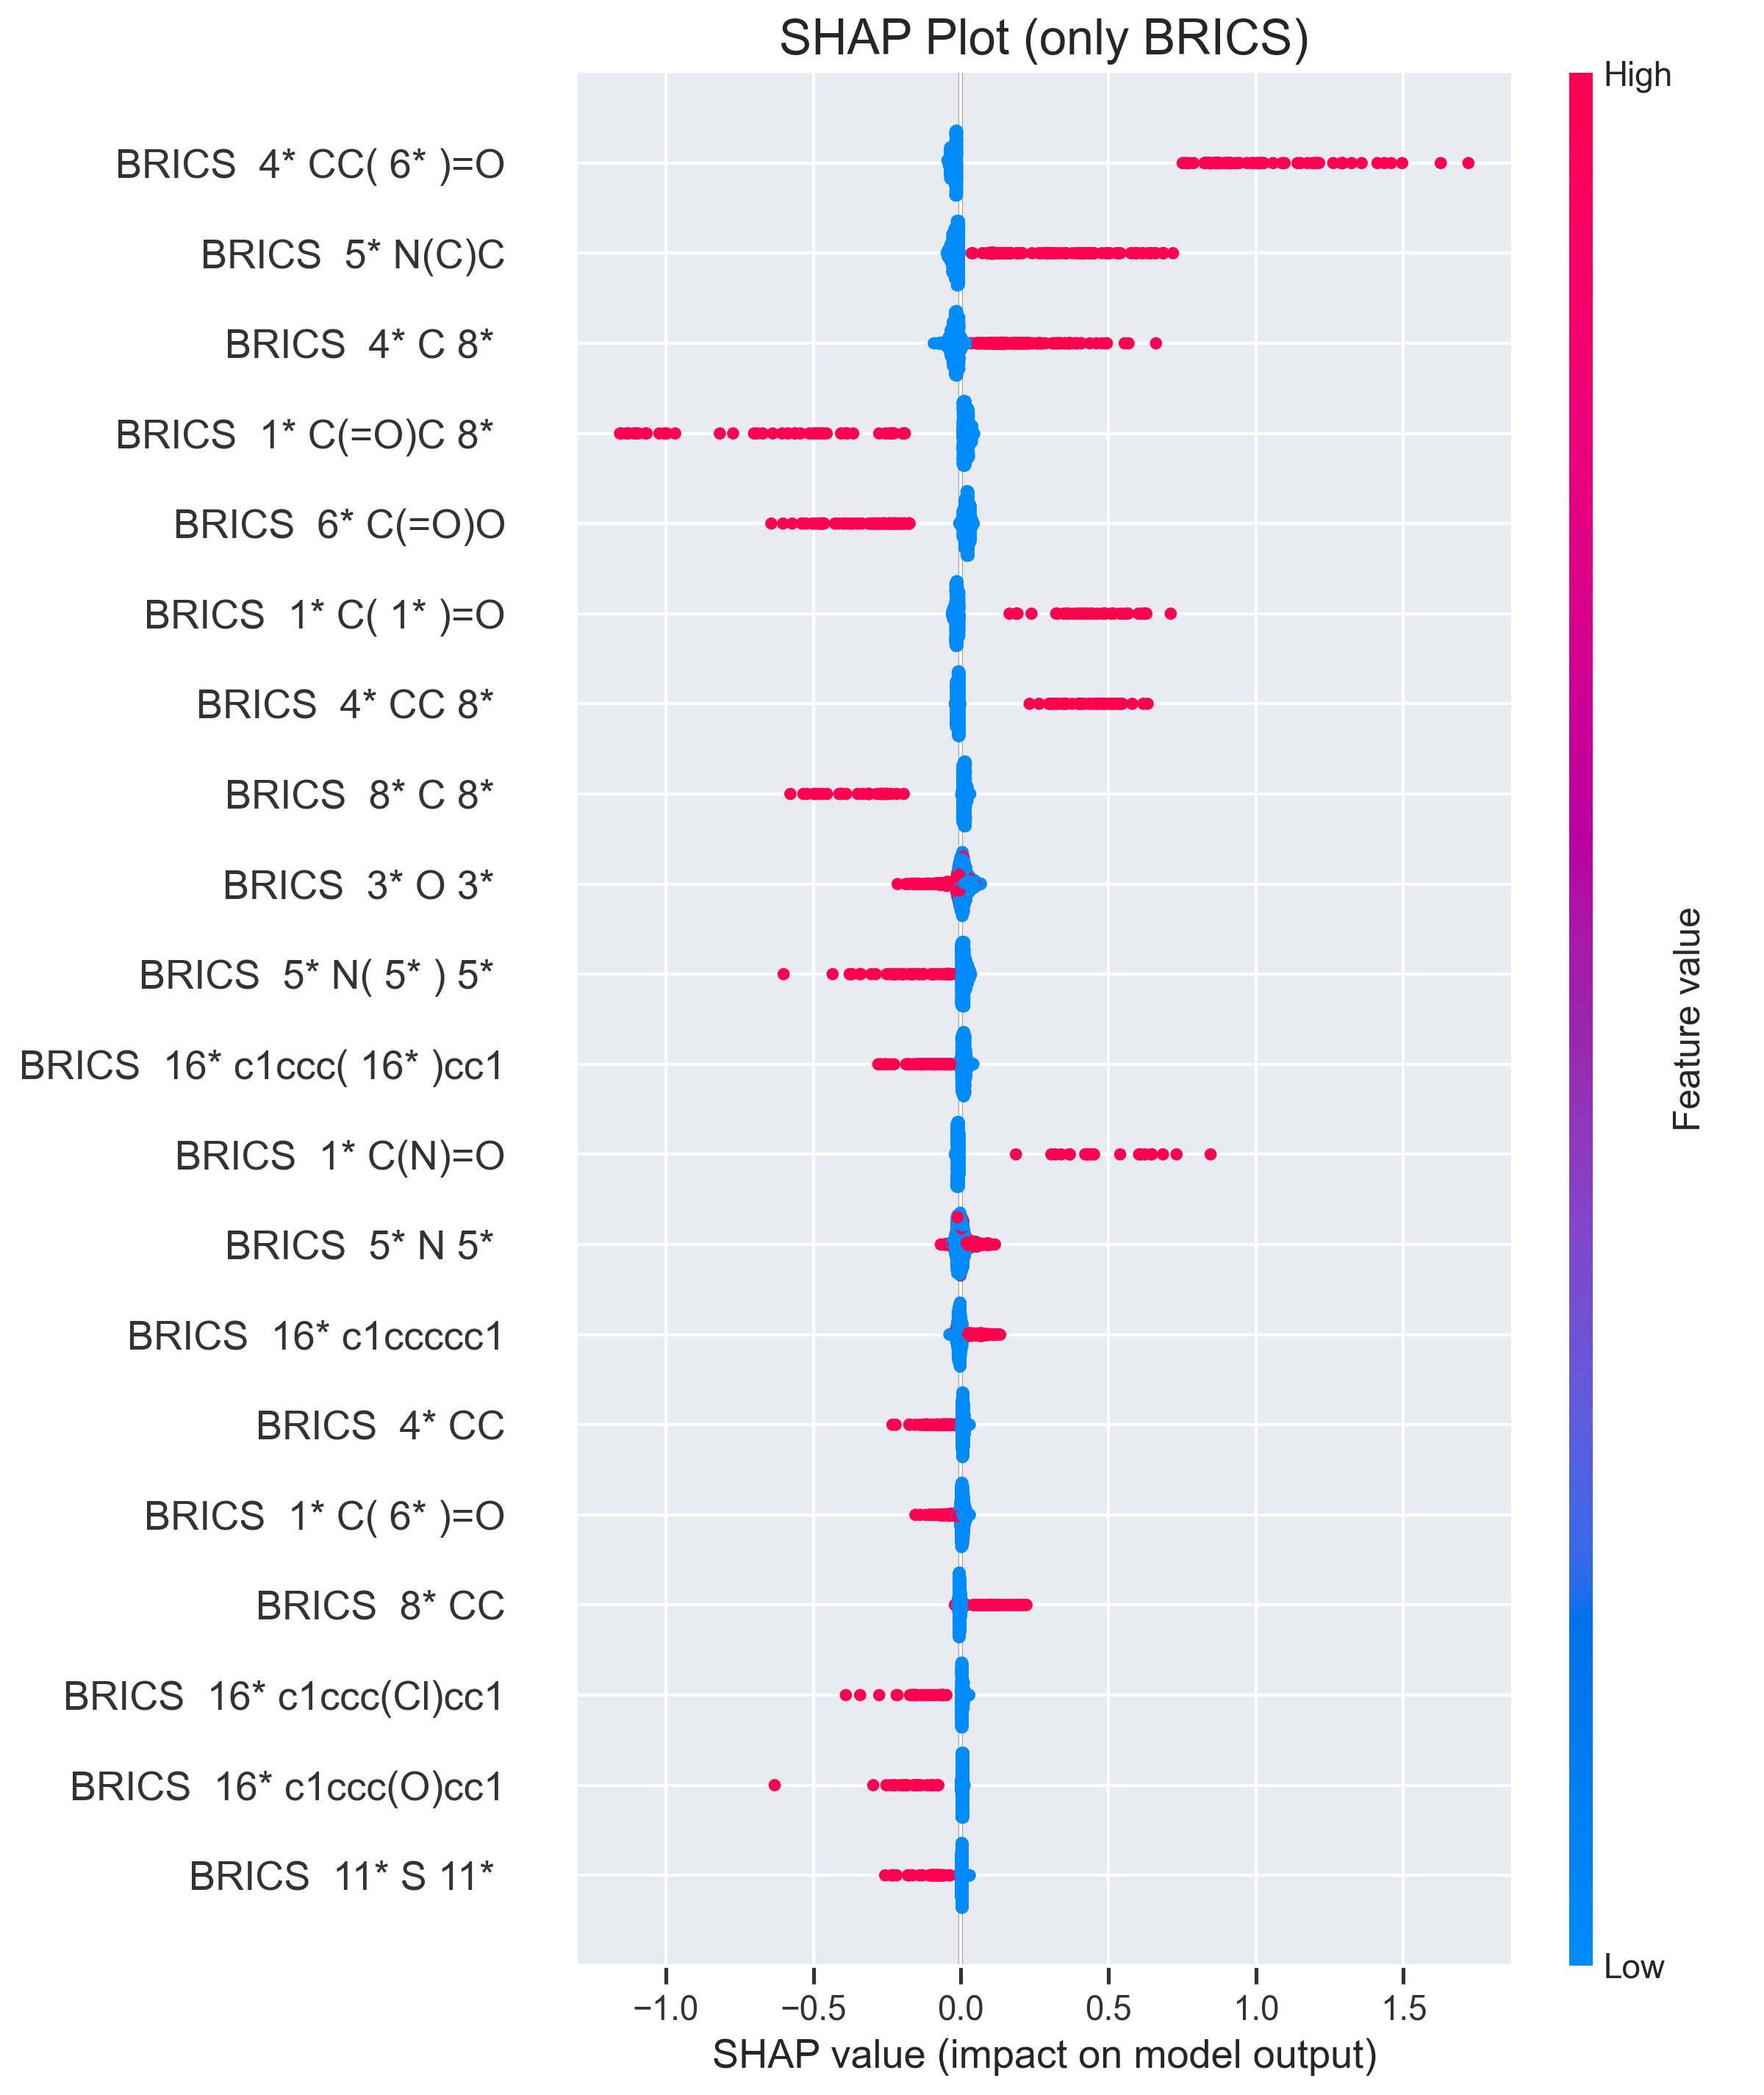 SHAP Plot (only BRICS)
High
BRICS  4* CC( 6* )=O
BRICS  5* N(C)C
BRICS  4* C 8*
BRICS  1* C(=O)C 8*
BRICS  6* C(=O)O
BRICS  1* C( 1* )=O
BRICS  4* CC 8*
BRICS  8* C 8*
BRICS  3* O 3*
BRICS  5* N( 5* ) 5*
BRICS  16* c1ccc( 16* )cc1
BRICS  1* C(N)=O
BRICS  5* N 5*
BRICS  16* c1ccccc1
BRICS  4* CC
BRICS  1* C( 6* )=O
BRICS  8* CC
BRICS  16* c1ccc(Cl)cc1
BRICS  16* c1ccc(O)cc1
BRICS  11* S 11*
Feature value
Low
−1.0 −0.5 0.0 0.5 1.0 1.5
SHAP value (impact on model output)